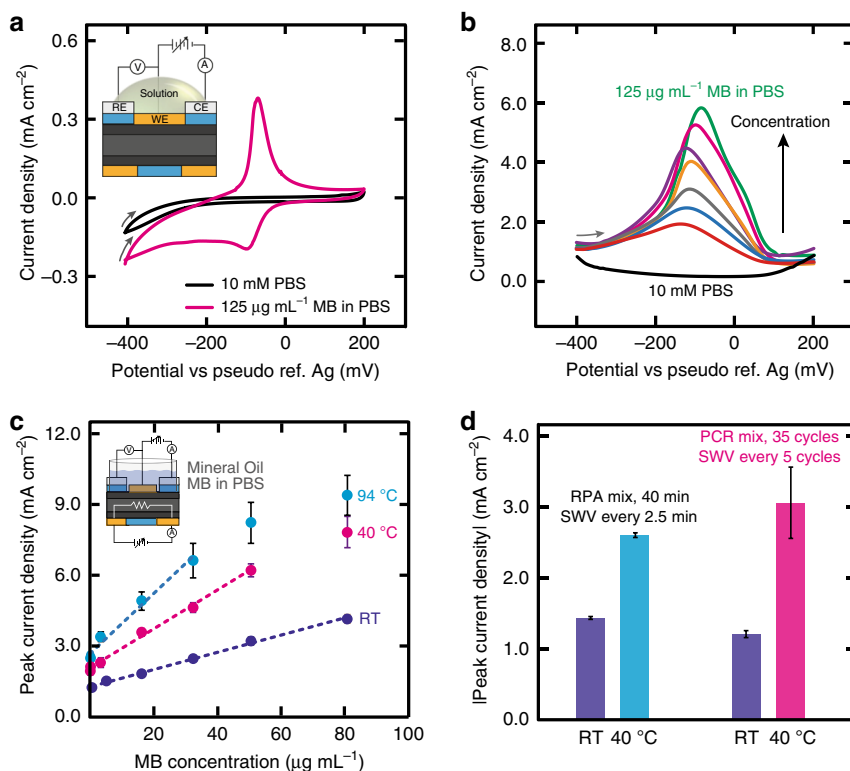 a
0.6
0.3
0.0
−0.3
Current density (mA cm−2)
V
A
Solution
RE
CE
WE
10 mM PBS
125 μg mL−1 MB in PBS
−400
−200
0
200
Potential vs pseudo ref. Ag (mV)
b
8.0
6.0
4.0
2.0
0.0
Current density (mA cm−2)
125 μg mL−1 MB in PBS
Concentration
10 mM PBS
−400
−200
0
200
Potential vs pseudo ref. Ag (mV)
c
12.0
9.0
6.0
3.0
0.0
Peak current density (mA cm−2)
V
A
Mineral Oil
MB in PBS
A
94 °C
40 °C
RT
20
40
60
80
100
MB concentration (μg mL−1)
d
4.0
3.0
2.0
1.0
0.0
|Peak current density| (mA cm−2)
PCR mix, 35 cycles
SWV every 5 cycles
RPA mix, 40 min
SWV every 2.5 min
RT 40 °C
RT 40 °C